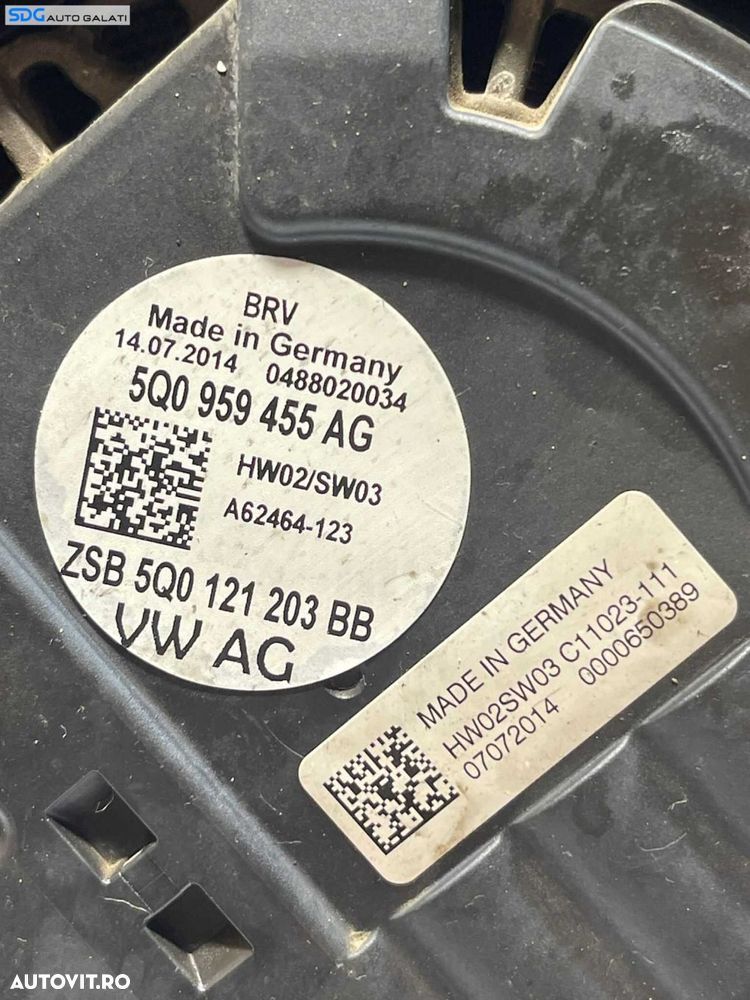 SDG AUTO GALATI
BRV
Made in Germany
14.07.2014 0488020034
5Q0 959 455 AG
HW02/SW03
A62464-123
ZSB 5Q0 121 203 BB
VW AG
MADE IN GERMANY
HW02SW03 C11023-111
07072014 0000650389
AUTOVIT.RO